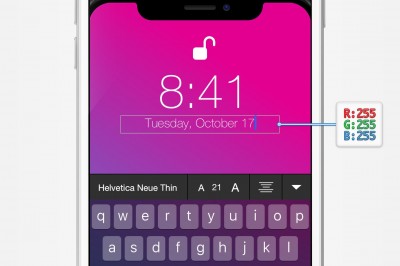 8:41
Tuesday, October 17
R:255
G:255
B:255
Helvetica Neue Thin A 21 A
q w e r t y u i o p
a s d f g h j k l